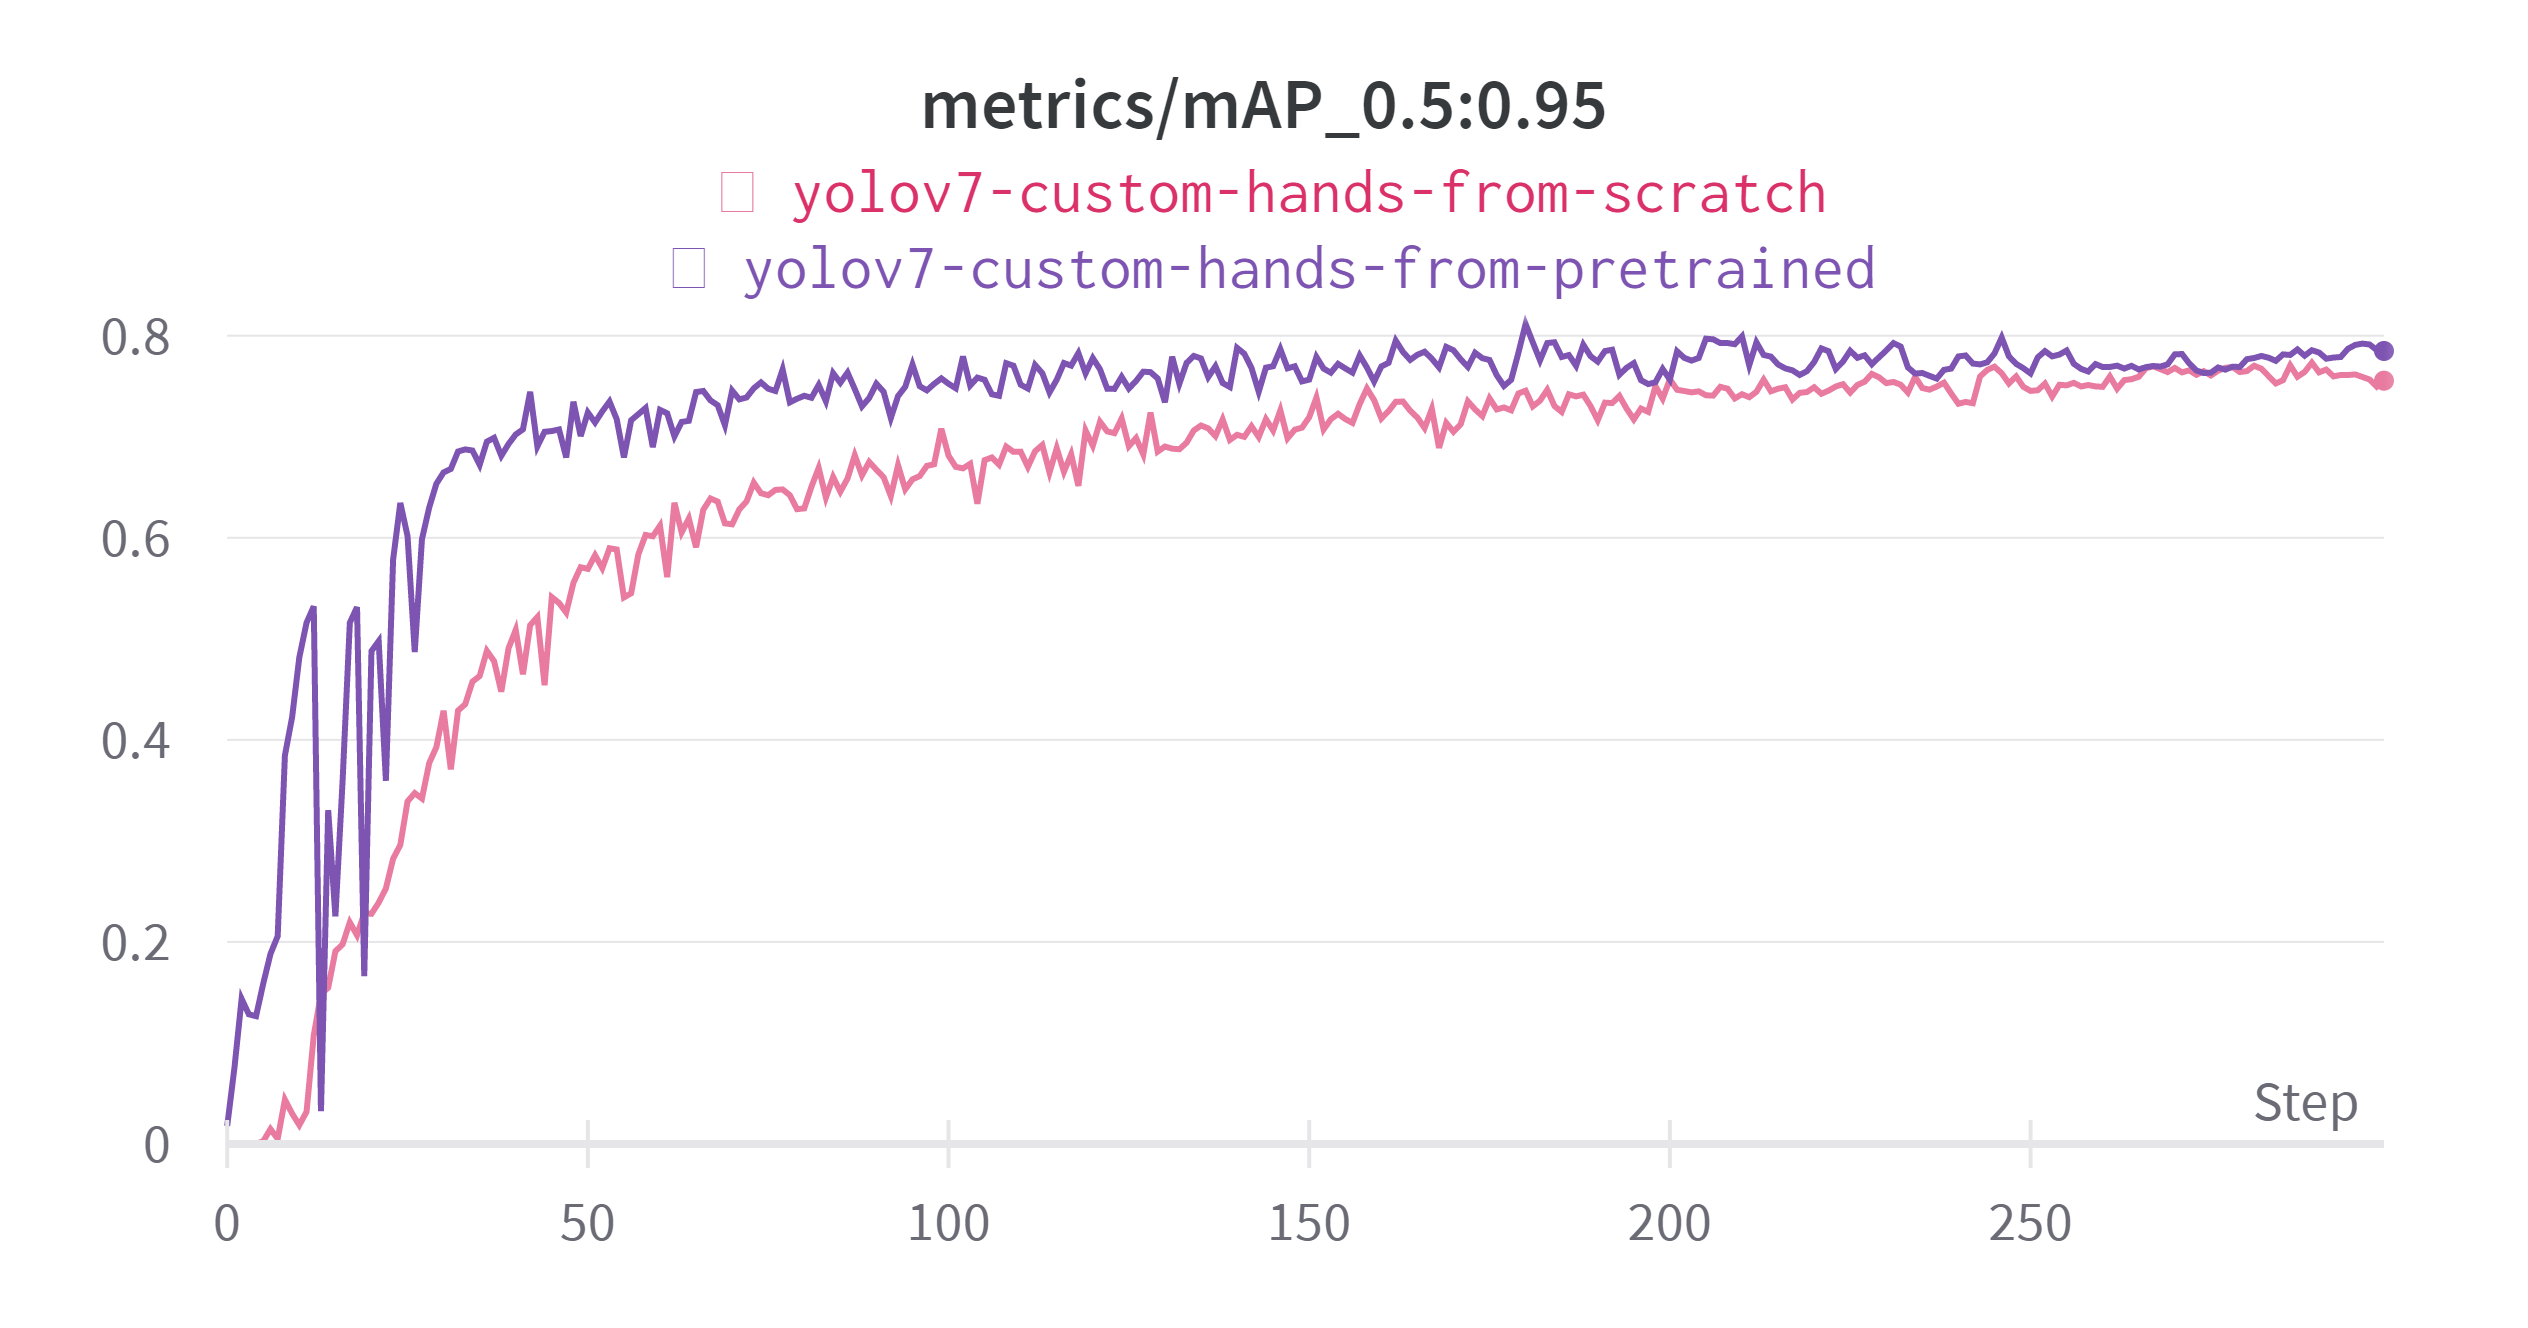 metrics/mAP_0.5:0.95
yolov7-custom-hands-from-scratch
yolov7-custom-hands-from-pretrained
0.8
0.6
0.4
0.2
0
Step
0 50 100 150 200 250